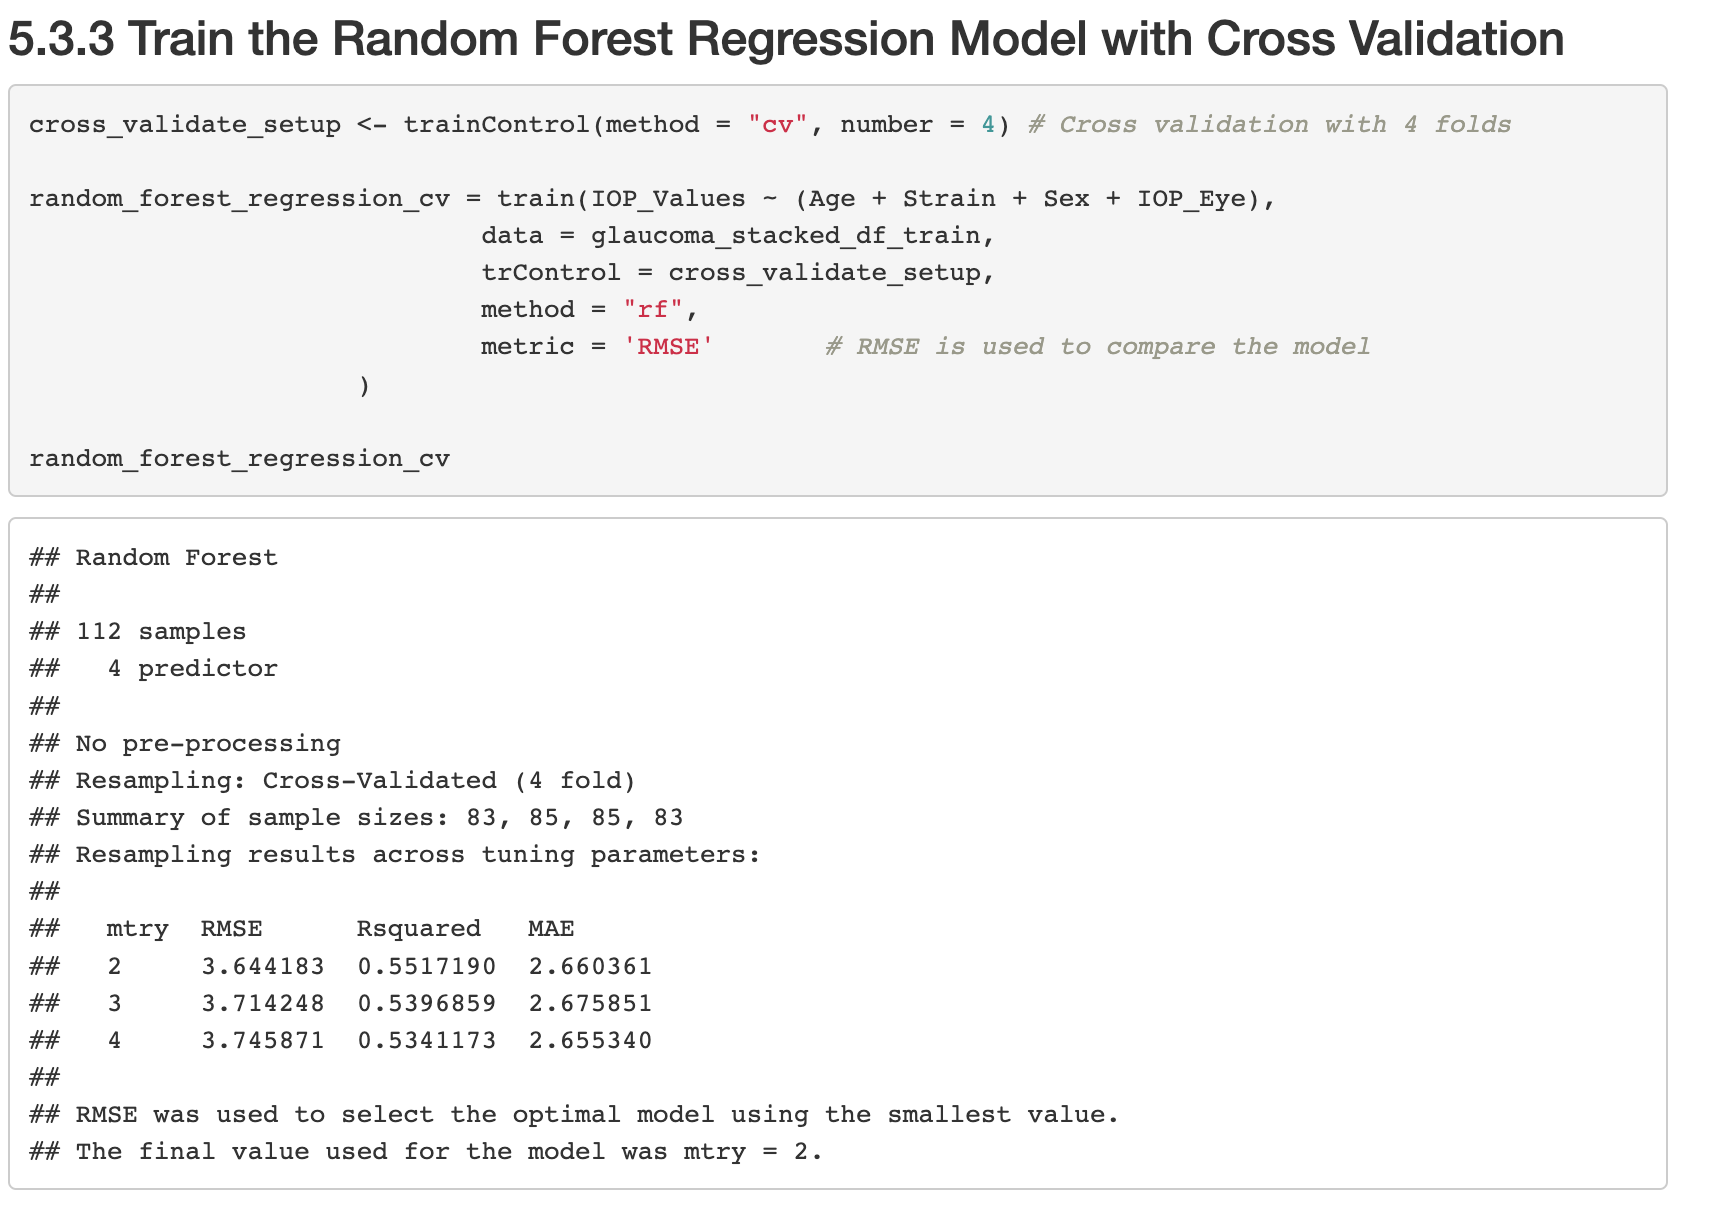 5.3.3 Train the Random Forest Regression Model with Cross Validation
cross_validate_setup <- trainControl(method = "cv", number = 4) # Cross validation with 4 folds
random_forest_regression_cv = train(IOP_Values ~ (Age + Strain + Sex + IOP_Eye),
data = glaucoma_stacked_df_train,
trControl = cross_validate_setup,
method = "rf",
metric = 'RMSE' # RMSE is used to compare the model
)
random_forest_regression_cv
## Random Forest
##
## 112 samples
## 4 predictor
##
## No pre-processing
## Resampling: Cross-Validated (4 fold)
## Summary of sample sizes: 83, 85, 85, 83
## Resampling results across tuning parameters:
##
## mtry RMSE Rsquared MAE
## 2 3.644183 0.5517190 2.660361
## 3 3.714248 0.5396859 2.675851
## 4 3.745871 0.5341173 2.655340
##
## RMSE was used to select the optimal model using the smallest value.
## The final value used for the model was mtry = 2.